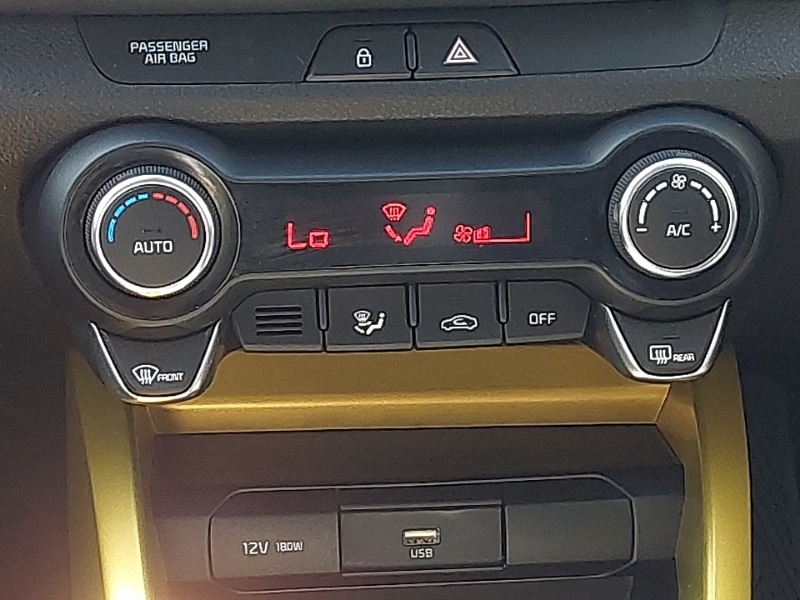 PASSENGER
AIR BAG
AUTO
Lo
A/C
- +
OFF
FRONT
REAR
12V 180W
USB